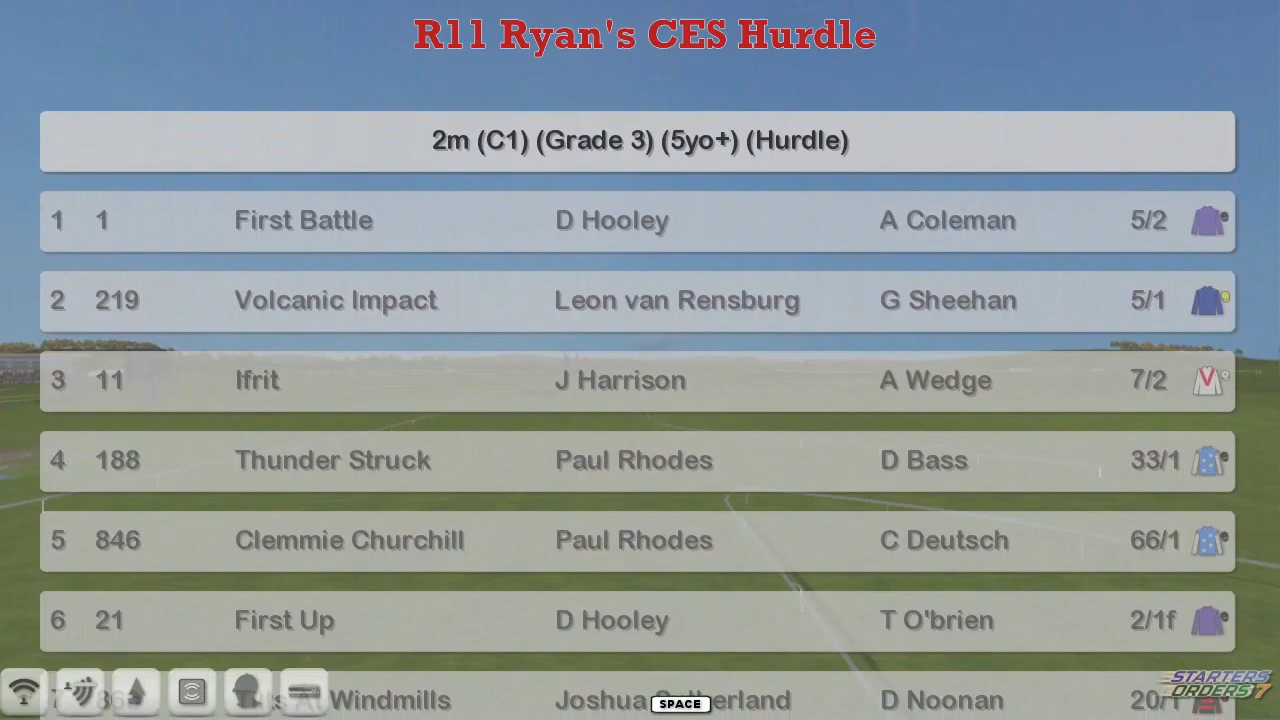 R11 Ryan's CES Hurdle
2m (C1) (Grade 3) (5yo+) (Hurdle)
1 1 First Battle D Hooley A Coleman 5/2
2 219 Volcanic Impact Leon van Rensburg G Sheehan 5/1
3 11 Ifrit J Harrison A Wedge 7/2
4 188 Thunder Struck Paul Rhodes D Bass 33/1
5 846 Clemmie Churchill Paul Rhodes C Deutsch 66/1
6 21 First Up D Hooley T O'brien 2/1f
7 Windmills Joshua D Noonan 20/1
SPACE
STARTERS ORDERS 7